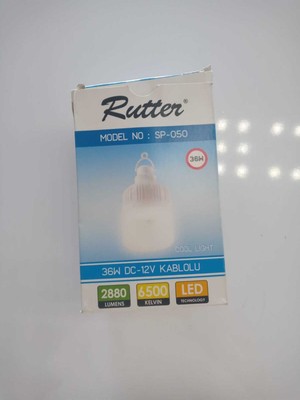 Rutter®
MODEL NO : SP-050
36W
COOL LIGHT
36W DC-12V KABLOLU
2880
LUMENS
6500
KELVIN
LED
TECHNOLOGY